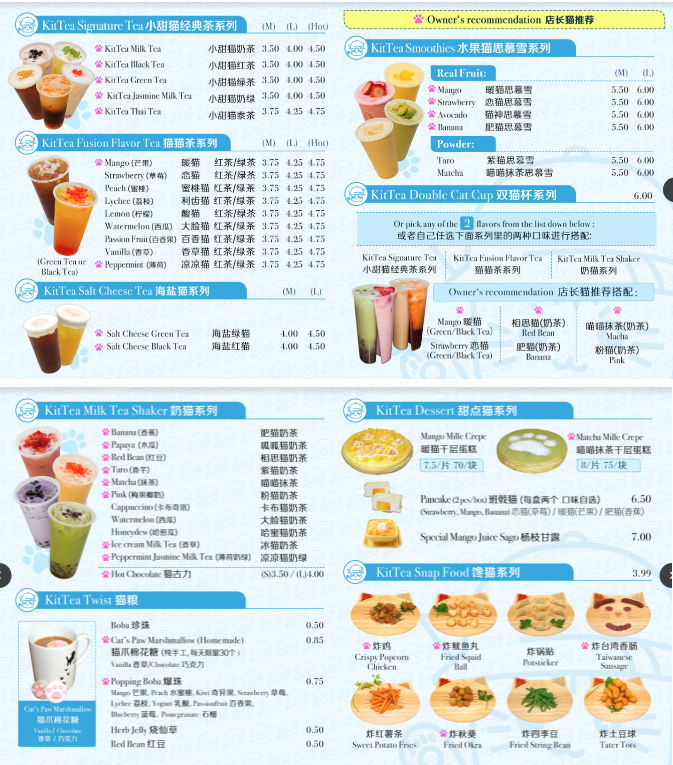 KitTea Signature Tea 小甜猫经典茶系列 (M) (L) (Hot)
KitTea Milk Tea 小甜猫奶茶 3.50 4.00 4.50
KitTea Black Tea 小甜猫红茶 3.50 4.00 4.50
KitTea Green Tea 小甜猫绿茶 3.50 4.00 4.50
KitTea Jasmine Milk Tea 小甜猫奶绿 3.50 4.00 4.50
KitTea Thai Tea 小甜猫泰茶 3.75 4.25 4.75
KitTea Fusion Flavor Tea 猫猫茶系列 (M) (L) (Hot)
Mango (芒果) 暖猫 红茶/绿茶 3.75 4.25 4.75
Strawberry (草莓) 恋猫 红茶/绿茶 3.75 4.25 4.75
Peach (蜜桃) 蜜桃猫 红茶/绿茶 3.75 4.25 4.75
Lychee (荔枝) 利齿猫 红茶/绿茶 3.75 4.25 4.75
Lemon (柠檬) 酸猫 红茶/绿茶 3.75 4.25 4.75
Watermelon (西瓜) 大脸猫 红茶/绿茶 3.75 4.25 4.75
Passion Fruit (百香果) 百香猫 红茶/绿茶 3.75 4.25 4.75
Vanilla (香草) 香草猫 红茶/绿茶 3.75 4.25 4.75
Peppermint (薄荷) 凉凉猫 红茶/绿茶 3.75 4.25 4.75
(Green Tea or
Black Tea)
KitTea Salt Cheese Tea 海盐猫系列 (M) (L)
Salt Cheese Green Tea 海盐绿猫 4.00 4.50
Salt Cheese Black Tea 海盐红猫 4.00 4.50
Owner's recommendation 店长猫推荐
KitTea Smoothies 水果猫思慕雪系列
Real Fruit: (M) (L)
Mango 暖猫思慕雪 5.50 6.00
Strawberry 恋猫思慕雪 5.50 6.00
Avocado 猫神思慕雪 5.50 6.00
Banana 肥猫思慕雪 5.50 6.00
Powder:
Taro 紫猫思慕雪 5.50 6.00
Matcha 喵喵抹茶思慕雪 5.50 6.00
KitTea Double Cat Cup 双猫杯系列 6.00
Or pick any of the 2 flavors from the list down below :
或者自己任选下面系列里的两种口味进行搭配:
KitTea Signature Tea KitTea Fusion Flavor Tea KitTea Milk Tea Shaker
小甜猫经典茶系列 猫猫茶系列 奶猫系列
Owner's recommendation 店长猫推荐搭配 :
Mango 暖猫
(Green/Black Tea)
Strawberry 恋猫
(Green/Black Tea)
相思猫(奶茶)
Red Bean
肥猫(奶茶)
Banana
喵喵抹茶(奶茶)
Macha
粉猫(奶茶)
Pink
KitTea Milk Tea Shaker 奶猫系列
Banana (香蕉) 肥猫奶茶
Papaya (木瓜) 呱呱猫奶茶
Red Bean (红豆) 相思猫奶茶
Taro (香芋) 紫猫奶茶
Matcha (抹茶) 喵喵抹茶
Pink (梅果椰奶) 粉猫奶茶
Cappuccino (卡布奇洛) 卡布猫奶茶
Watermelon (西瓜) 大脸猫奶茶
Honeydew (哈密瓜) 哈蜜猫奶茶
Ice cream Milk Tea (香草) 冰猫奶茶
Peppermint Jasmine Milk Tea (薄荷奶绿) 凉凉猫奶绿
Hot Chocolate 猫古力 (S)3.50 / (L)4.00
KitTea Twist 猫粮
Boba 珍珠 0.50
Cat's Paw Marshmallow (Homemade) 0.85
猫爪棉花糖 (纯手工, 每天限量30个 )
Vanilla 香草/Chocolate 巧克力
Popping Boba 爆珠 0.75
Mango 芒果, Peach 水蜜桃, Kiwi 奇异果, Strawberry 草莓,
Lychee 荔枝, Yogurt 乳酸, Passionfruit 百香果,
Blueberry 蓝莓, Pomegranate 石榴
Herb Jelly 烧仙草 0.50
Red Bean 红豆 0.50
Cat's Paw Marshmallow
猫爪棉花糖
Vanilla / Chocolate
香草 / 巧克力
KitTea Dessert 甜点猫系列
Mango Mille Crepe
暖猫千层蛋糕
7.5/片 70/块
Matcha Mille Crepe
喵喵抹茶千层蛋糕
8/片 75/块
Pancake (2 pcs/box) 班戟猫 (每盒两个 口味自选) 6.50
(Strawberry, Mango, Banana) 恋猫(草莓) / 暖猫(芒果) / 肥猫(香蕉)
Special Mango Juice Sago 杨枝甘露 7.00
KitTea Snap Food 馋猫系列 3.99
炸鸡
Crispy Popcorn
Chicken
炸鱿鱼丸
Fried Squid
Ball
炸锅贴
Potsticker
炸台湾香肠
Taiwanese
Sausage
炸红薯条
Sweet Potato Fries
炸秋葵
Fried Okra
炸四季豆
Fried String Bean
炸土豆球
Tater Tots